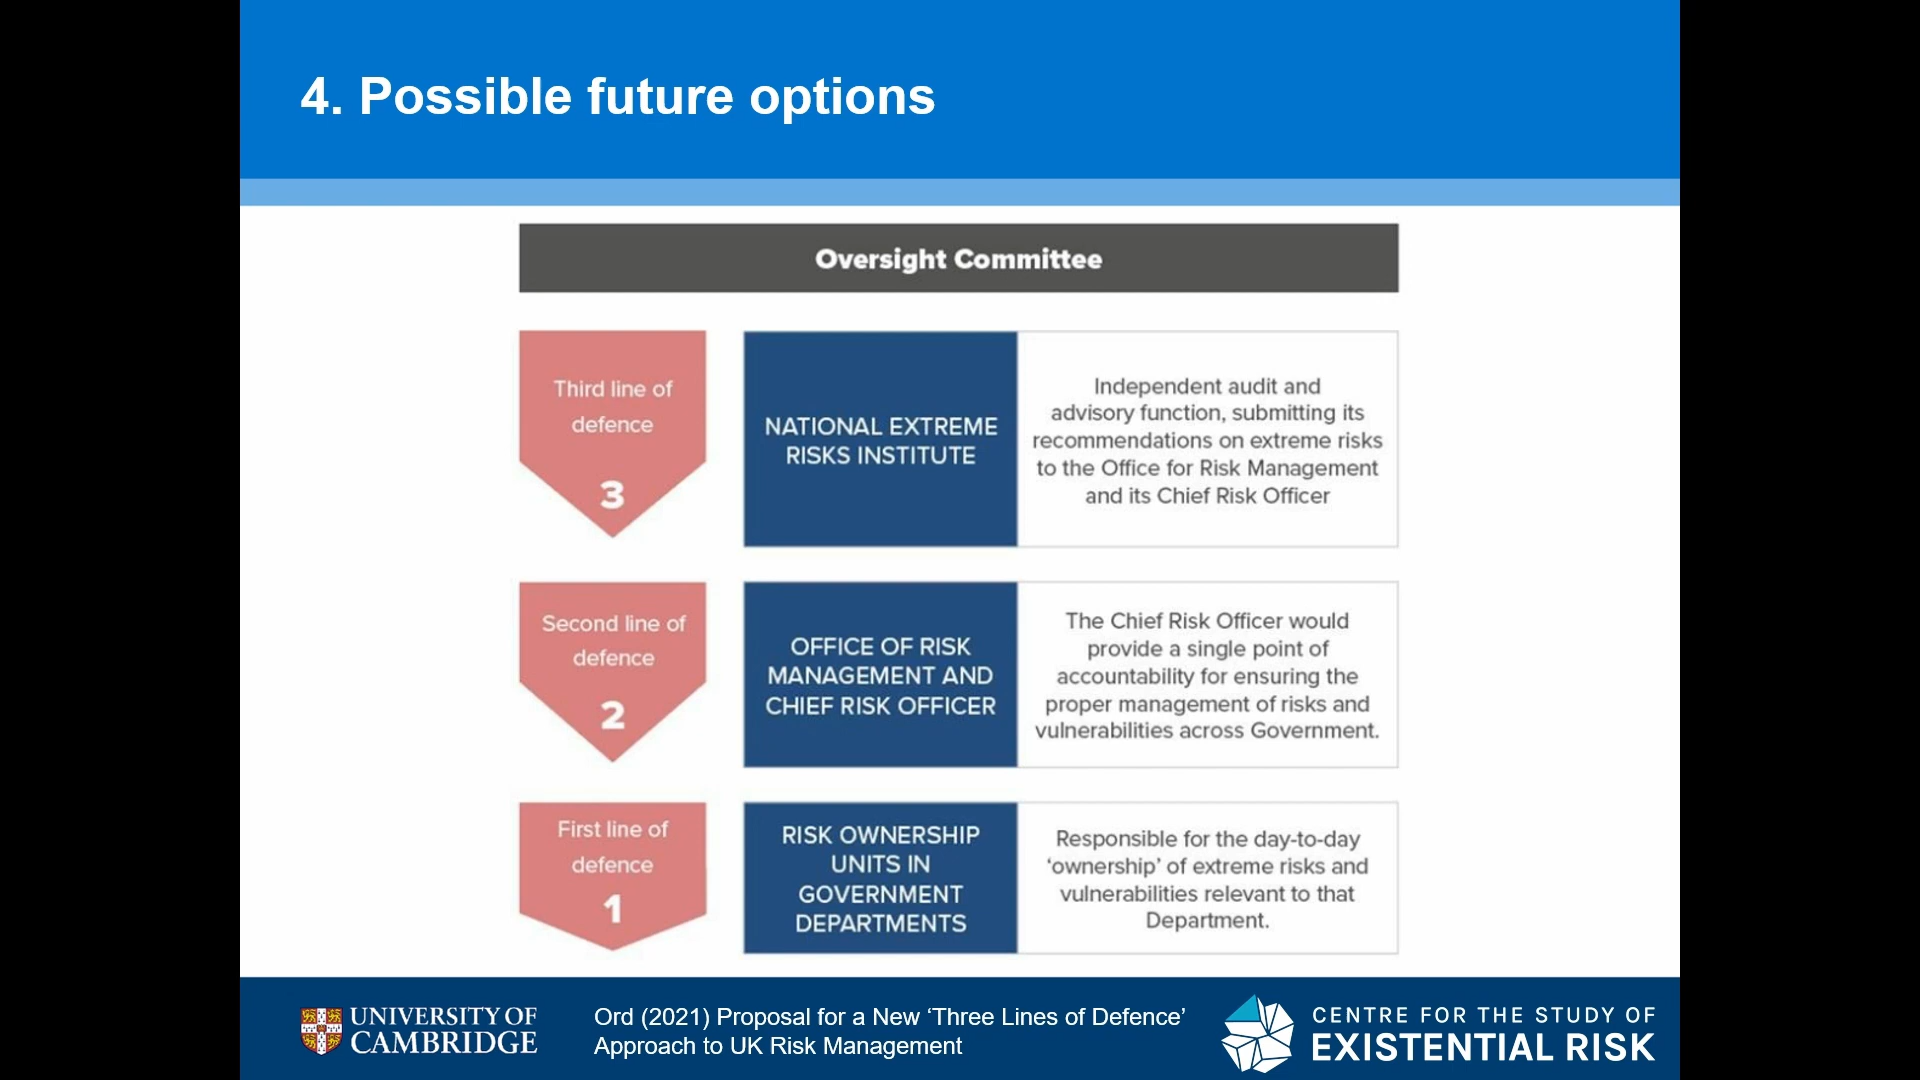 4. Possible future options
Oversight Committee
Third line of
defence
3
NATIONAL EXTREME
RISKS INSTITUTE
Independent audit and
advisory function, submitting its
recommendations on extreme risks
to the Office for Risk Management
and its Chief Risk Officer
Second line of
defence
2
OFFICE OF RISK
MANAGEMENT AND
CHIEF RISK OFFICER
The Chief Risk Officer would
provide a single point of
accountability for ensuring the
proper management of risks and
vulnerabilities across Government.
First line of
defence
1
RISK OWNERSHIP
UNITS IN
GOVERNMENT
DEPARTMENTS
Responsible for the day-to-day
‘ownership’ of extreme risks and
vulnerabilities relevant to that
Department.
UNIVERSITY OF
CAMBRIDGE
Ord (2021) Proposal for a New ‘Three Lines of Defence’
Approach to UK Risk Management
CENTRE FOR THE STUDY OF
EXISTENTIAL RISK